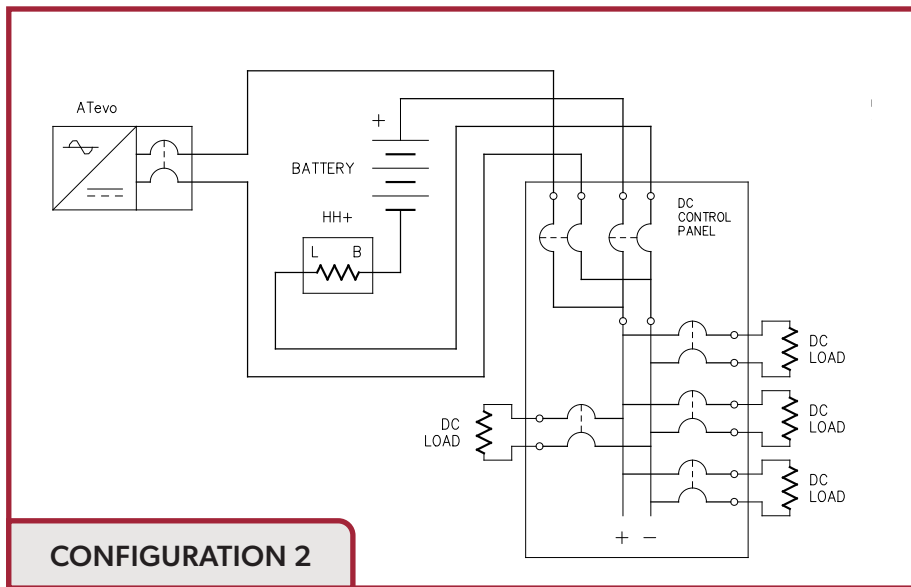 ATevo
+
BATTERY
HH+
L B
DC
CONTROL
PANEL
DC
LOAD
DC
LOAD
DC
LOAD
DC
LOAD
+ −
CONFIGURATION 2